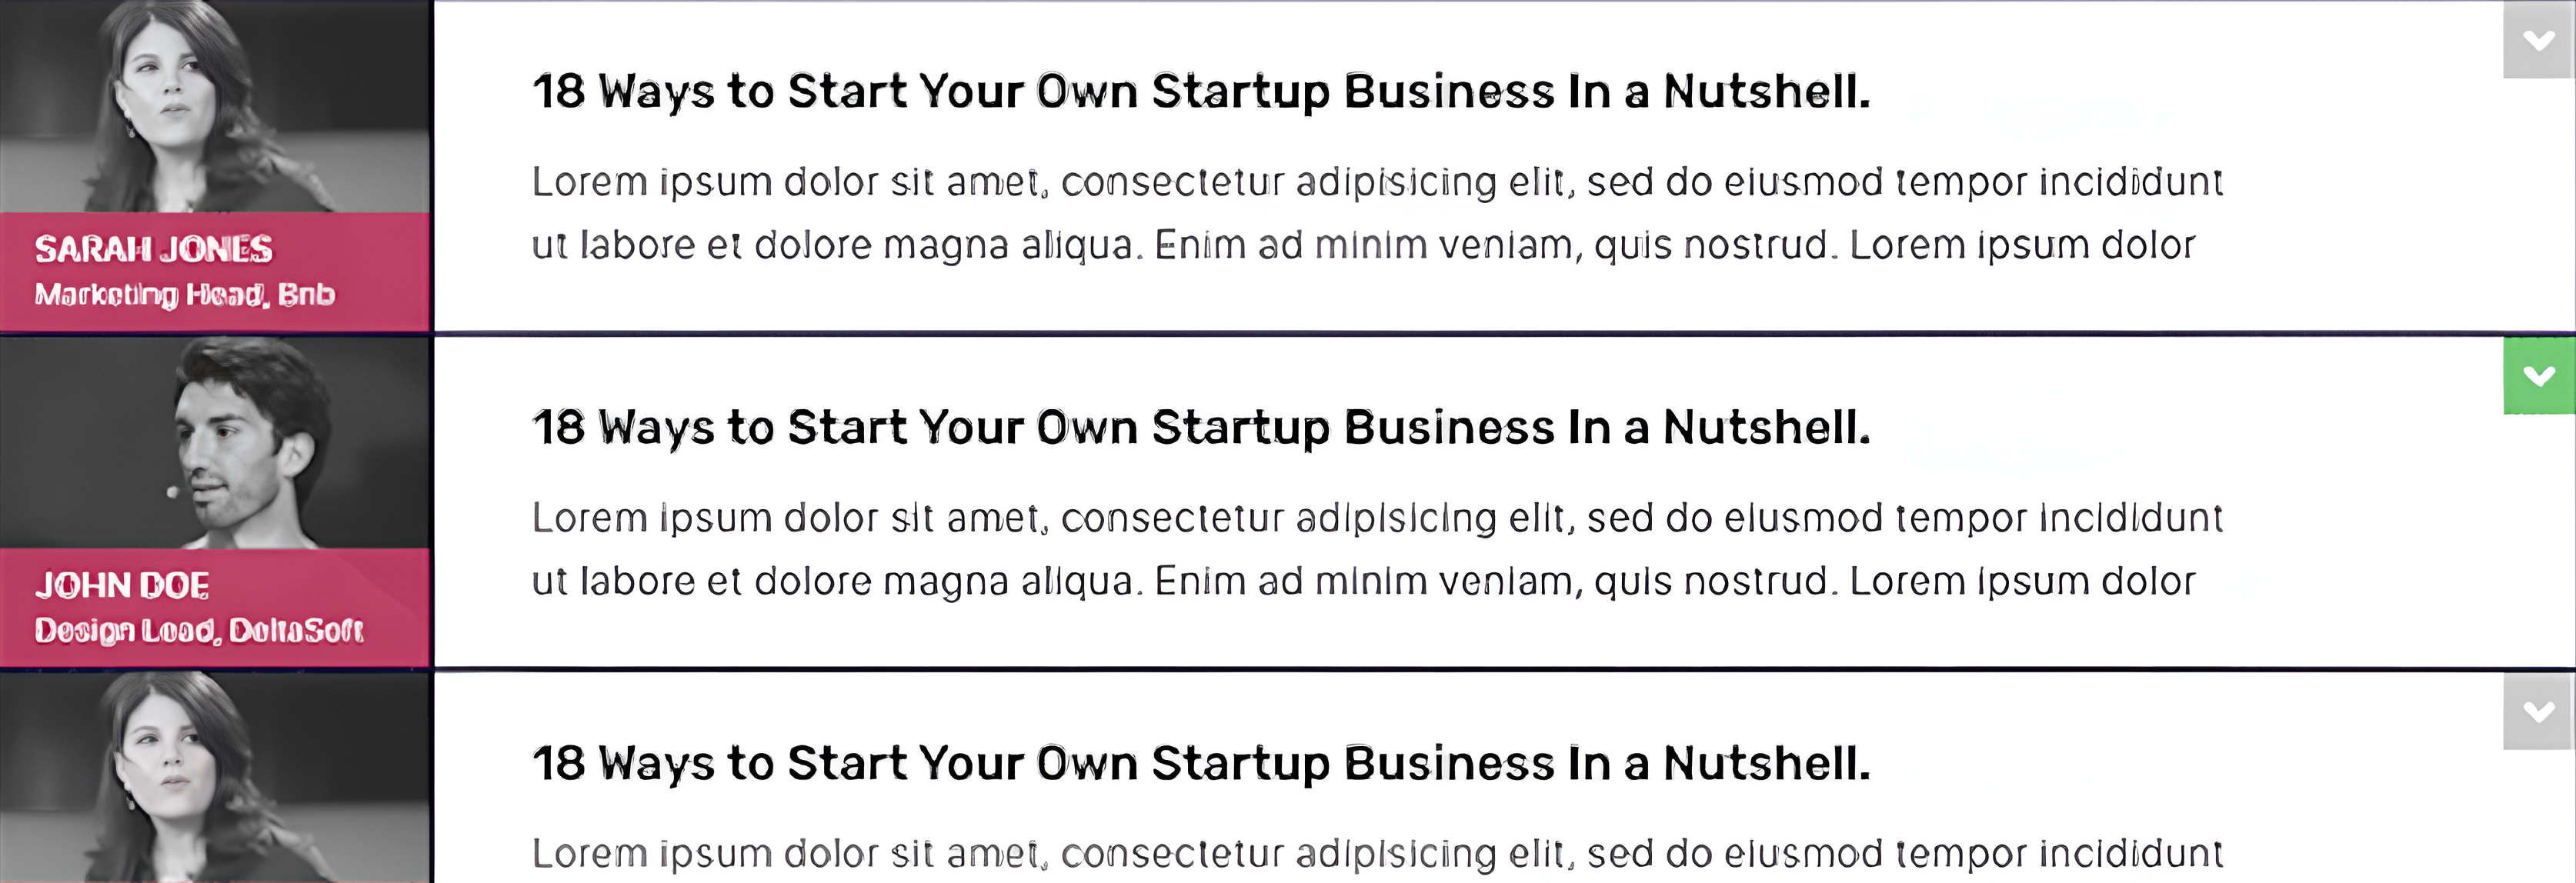 SARAH JONES
Marketing Head, Bnb
18 Ways to Start Your Own Startup Business In a Nutshell.
Lorem ipsum dolor sit amet, consectetur adipisicing elit, sed do eiusmod tempor incididunt
ut labore et dolore magna aliqua. Enim ad minim veniam, quis nostrud. Lorem ipsum dolor
JOHN DOE
Design Lead, DeltaSoft
18 Ways to Start Your Own Startup Business In a Nutshell.
Lorem ipsum dolor sit amet, consectetur adipisicing elit, sed do eiusmod tempor incididunt
ut labore et dolore magna aliqua. Enim ad minim veniam, quis nostrud. Lorem ipsum dolor
18 Ways to Start Your Own Startup Business In a Nutshell.
Lorem ipsum dolor sit amet, consectetur adipisicing elit, sed do eiusmod tempor incididunt